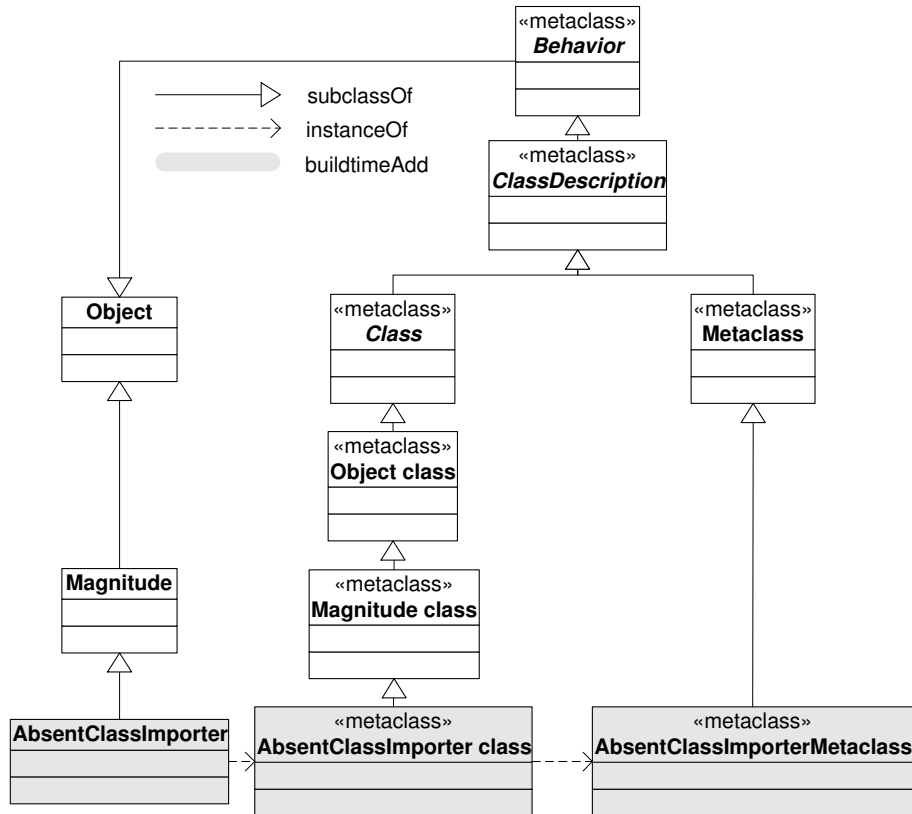 «metaclass»
Behavior
subclassOf
instanceOf
buildtimeAdd
«metaclass»
ClassDescription
Object
«metaclass»
Class
«metaclass»
Metaclass
«metaclass»
Object class
Magnitude
«metaclass»
Magnitude class
AbsentClassImporter
«metaclass»
AbsentClassImporter class
«metaclass»
AbsentClassImporterMetaclass